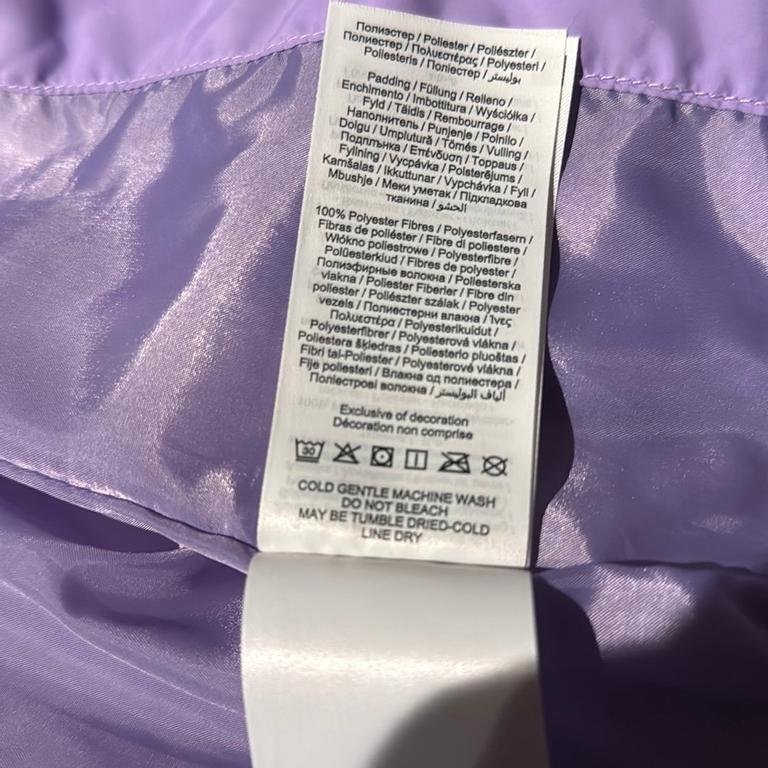 Полиэстер / Poliester / Poliészter /
Полиестер / Πολυεστέρας / Polyesteri /
Poliesteris / Поліестер / بوليستر
Padding / Füllung / Relleno /
Enchimento / Imbottitura / Wyściółka /
Fyld / Täidis / Rembourrage /
Наполнитель / Punjenje / Polnilo /
Dolgu / Umplutură / Tömés / Vulling /
Подплънка / Επένδυση / Toppaus /
Fyllning / Vycpávka / Polsterējums /
Kamšalas / Ikkuttunar / Vypchávka / Fyll /
Mbushje / Меки уметак / Підкладкова
тканина / الحشو
100% Polyester Fibres / Polyesterfasern /
Fibras de poliéster / Fibre di poliestere /
Włókno poliestrowe / Polyesterfibre /
Polüesterkiud / Fibres de polyester /
Полиэфирные волокна / Poliesterska
vlakna / Poliester Fiberler / Fibre din
poliester / Poliészter szálak / Polyester
vezels / Полиестерни влакна / Ίνες
Πολυεστέρα / Polyesterikuidut /
Polyesterfibrer / Polyesterová vlákna /
Poliestera šķiedras / Poliesterio pluoštas /
Fibri tal-Poliester / Polyesterové vlákna /
Fije poliesteri / Влакна од полиестера /
Поліестрові волокна / ألياف البوليستر
Exclusive of decoration
Décoration non comprise
30
COLD GENTLE MACHINE WASH
DO NOT BLEACH
MAY BE TUMBLE DRIED-COLD
LINE DRY